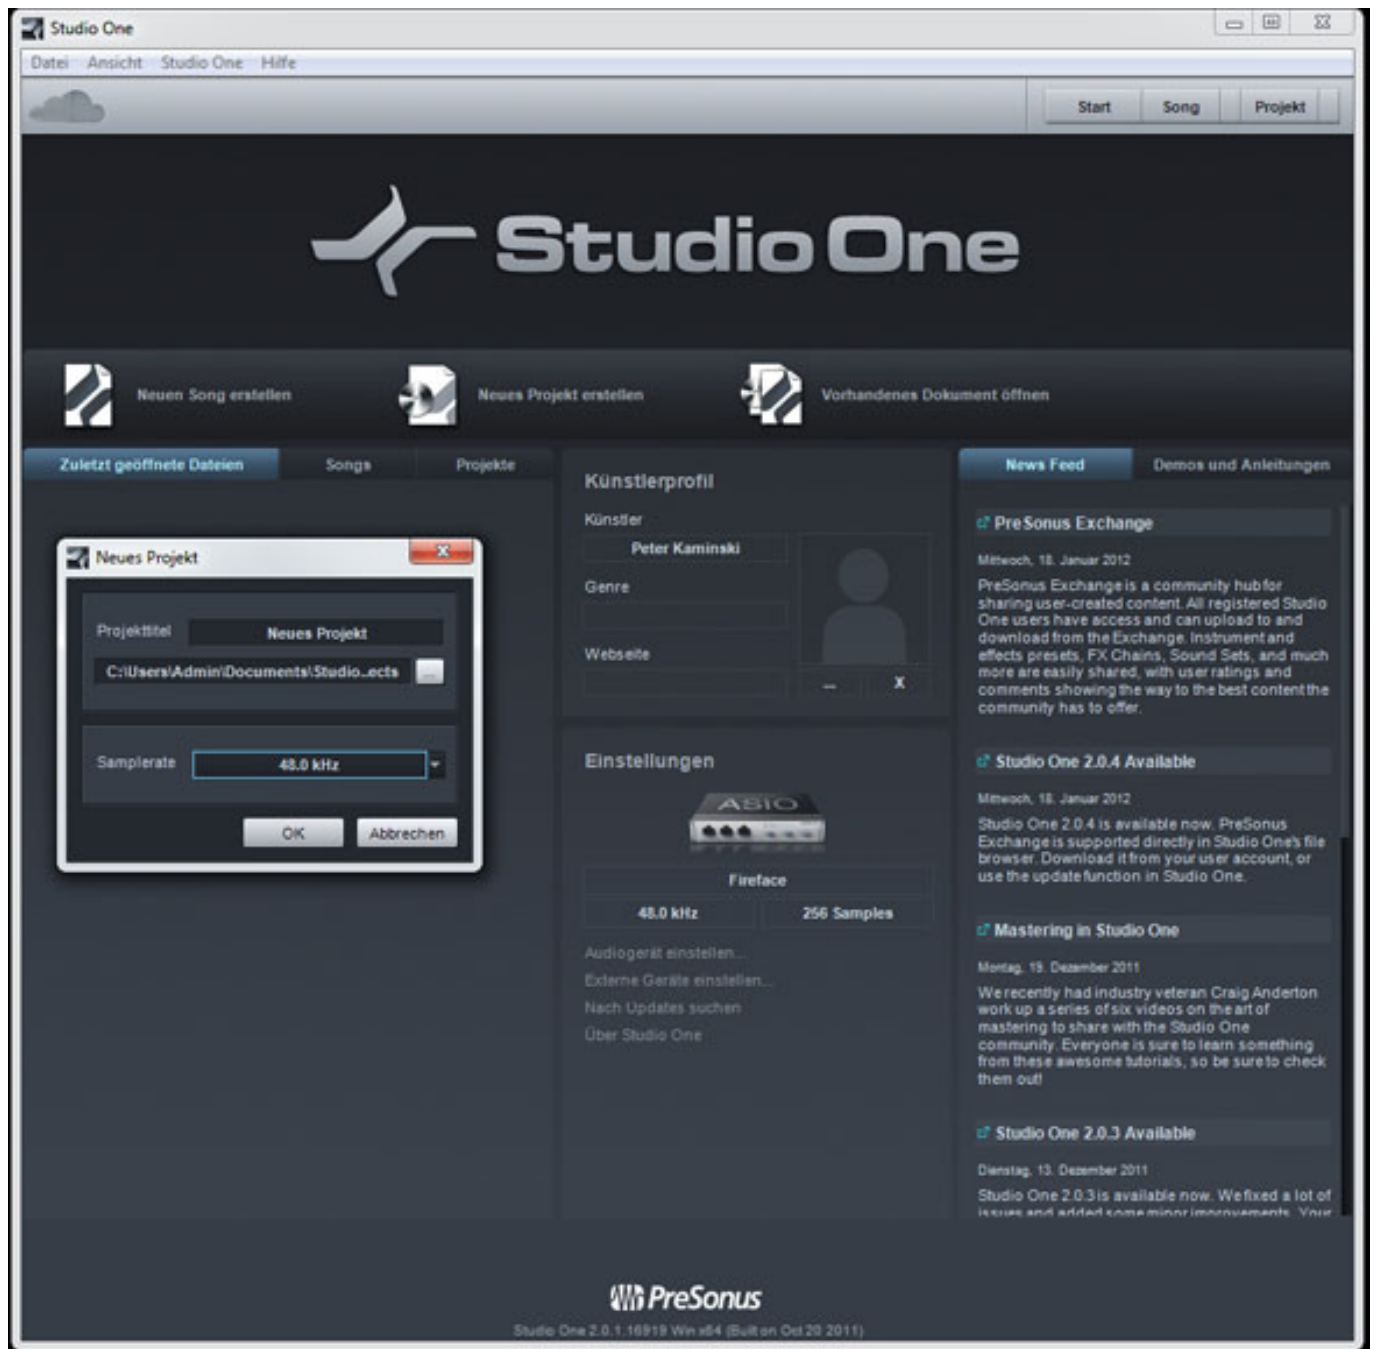 Studio One
Datei Ansicht Studio One Hilfe
Start Song Projekt
Studio One
Neuen Song erstellen
Neues Projekt erstellen
Vorhandenes Dokument öffnen
Zuletzt geöffnete Dateien Songs Projekte
Neues Projekt
Projekttitel Neues Projekt
C:\Users\Admin\Documents\Studio..ects ...
Samplerate 48.0 kHz
OK Abbrechen
Künstlerprofil
Künstler
Peter Kaminski
Genre
Webseite
... X
Einstellungen
ASIO
Fireface
48.0 kHz 256 Samples
Audiogerät einstellen...
Externe Geräte einstellen...
Nach Updates suchen
Über Studio One
News Feed Demos und Anleitungen
PreSonus Exchange
Mittwoch, 18. Januar 2012
PreSonus Exchange is a community hub for
sharing user-created content. All registered Studio
One users have access and can upload to and
download from the Exchange. Instrument and
effects presets, FX Chains, Sound Sets, and much
more are easily shared, with user ratings and
comments showing the way to the best content the
community has to offer.
Studio One 2.0.4 Available
Mittwoch, 18. Januar 2012
Studio One 2.0.4 is available now. PreSonus
Exchange is supported directly in Studio One's file
browser. Download it from your user account, or
use the update function in Studio One.
Mastering in Studio One
Montag, 19. Dezember 2011
We recently had industry veteran Craig Anderton
work up a series of six videos on the art of
mastering to share with the Studio One
community. Everyone is sure to learn something
from these awesome tutorials, so be sure to check
them out!
Studio One 2.0.3 Available
Dienstag, 13. Dezember 2011
Studio One 2.0.3 is available now. We fixed a lot of
issues and added some minor improvements. Your
PreSonus
Studio One 2.0.1.16919 Win x64 (Built on Oct 20 2011)